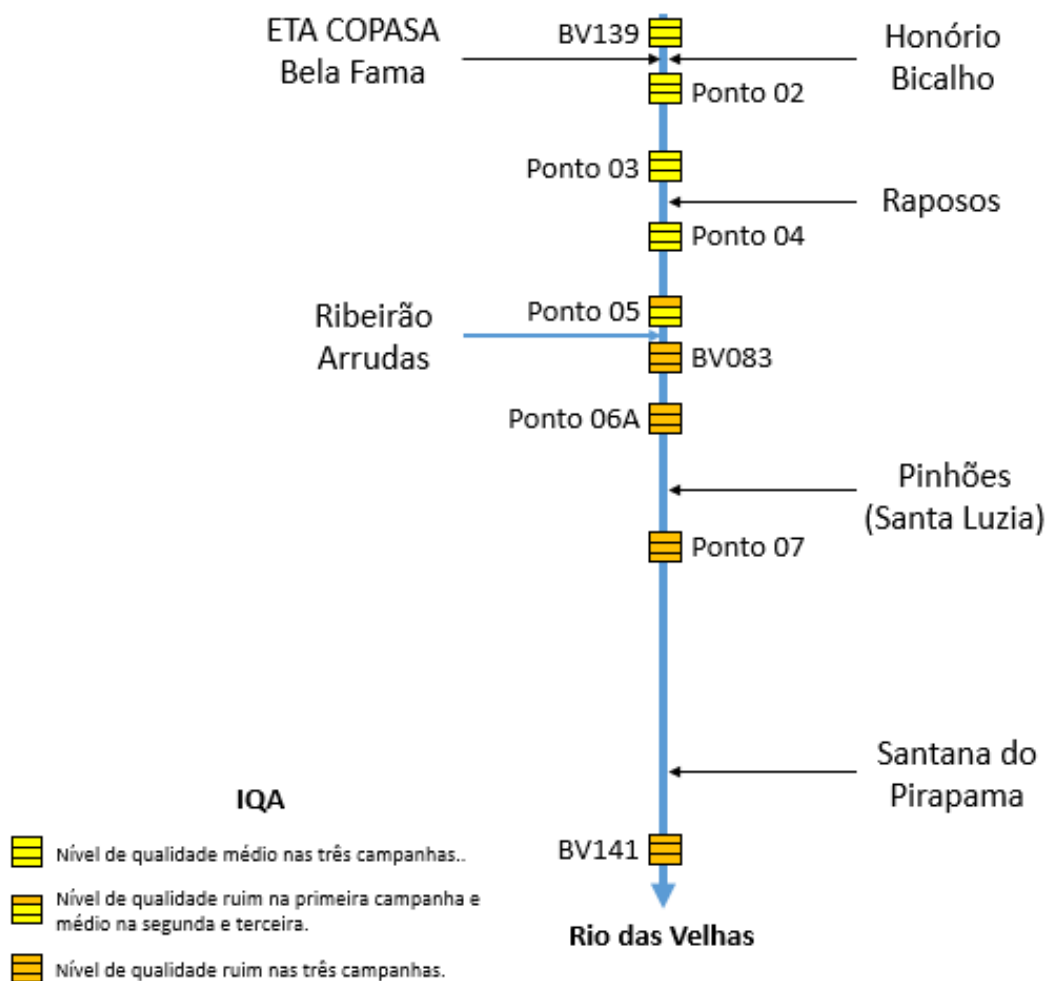 ETA COPASA
Bela Fama
BV139
Honório
Bicalho
Ponto 02
Ponto 03
Raposos
Ponto 04
Ribeirão
Arrudas
Ponto 05
BV083
Ponto 06A
Pinhões
(Santa Luzia)
Ponto 07
Santana do
Pirapama
BV141
Rio das Velhas
IQA
Nível de qualidade médio nas três campanhas..
Nível de qualidade ruim na primeira campanha e
médio na segunda e terceira.
Nível de qualidade ruim nas três campanhas.